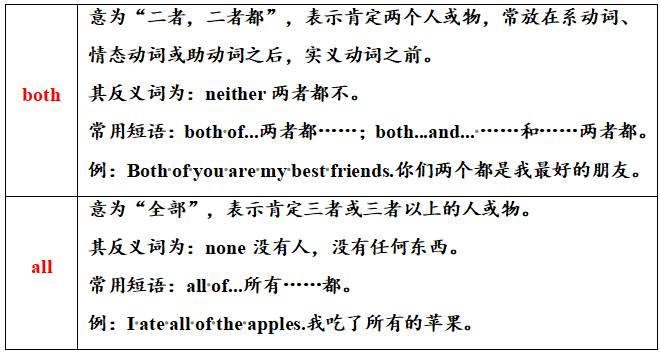 both
意为“二者，二者都”，表示肯定两个人或物，常放在系动词、
情态动词或助动词之后，实义动词之前。
其反义词为：neither 两者都不。
常用短语：both of...两者都……；both...and... ……和……两者都。
例：Both of you are my best friends.你们两个都是我最好的朋友。
all
意为“全部”，表示肯定三者或三者以上的人或物。
其反义词为：none 没有人，没有任何东西。
常用短语：all of...所有……都。
例：I ate all of the apples.我吃了所有的苹果。